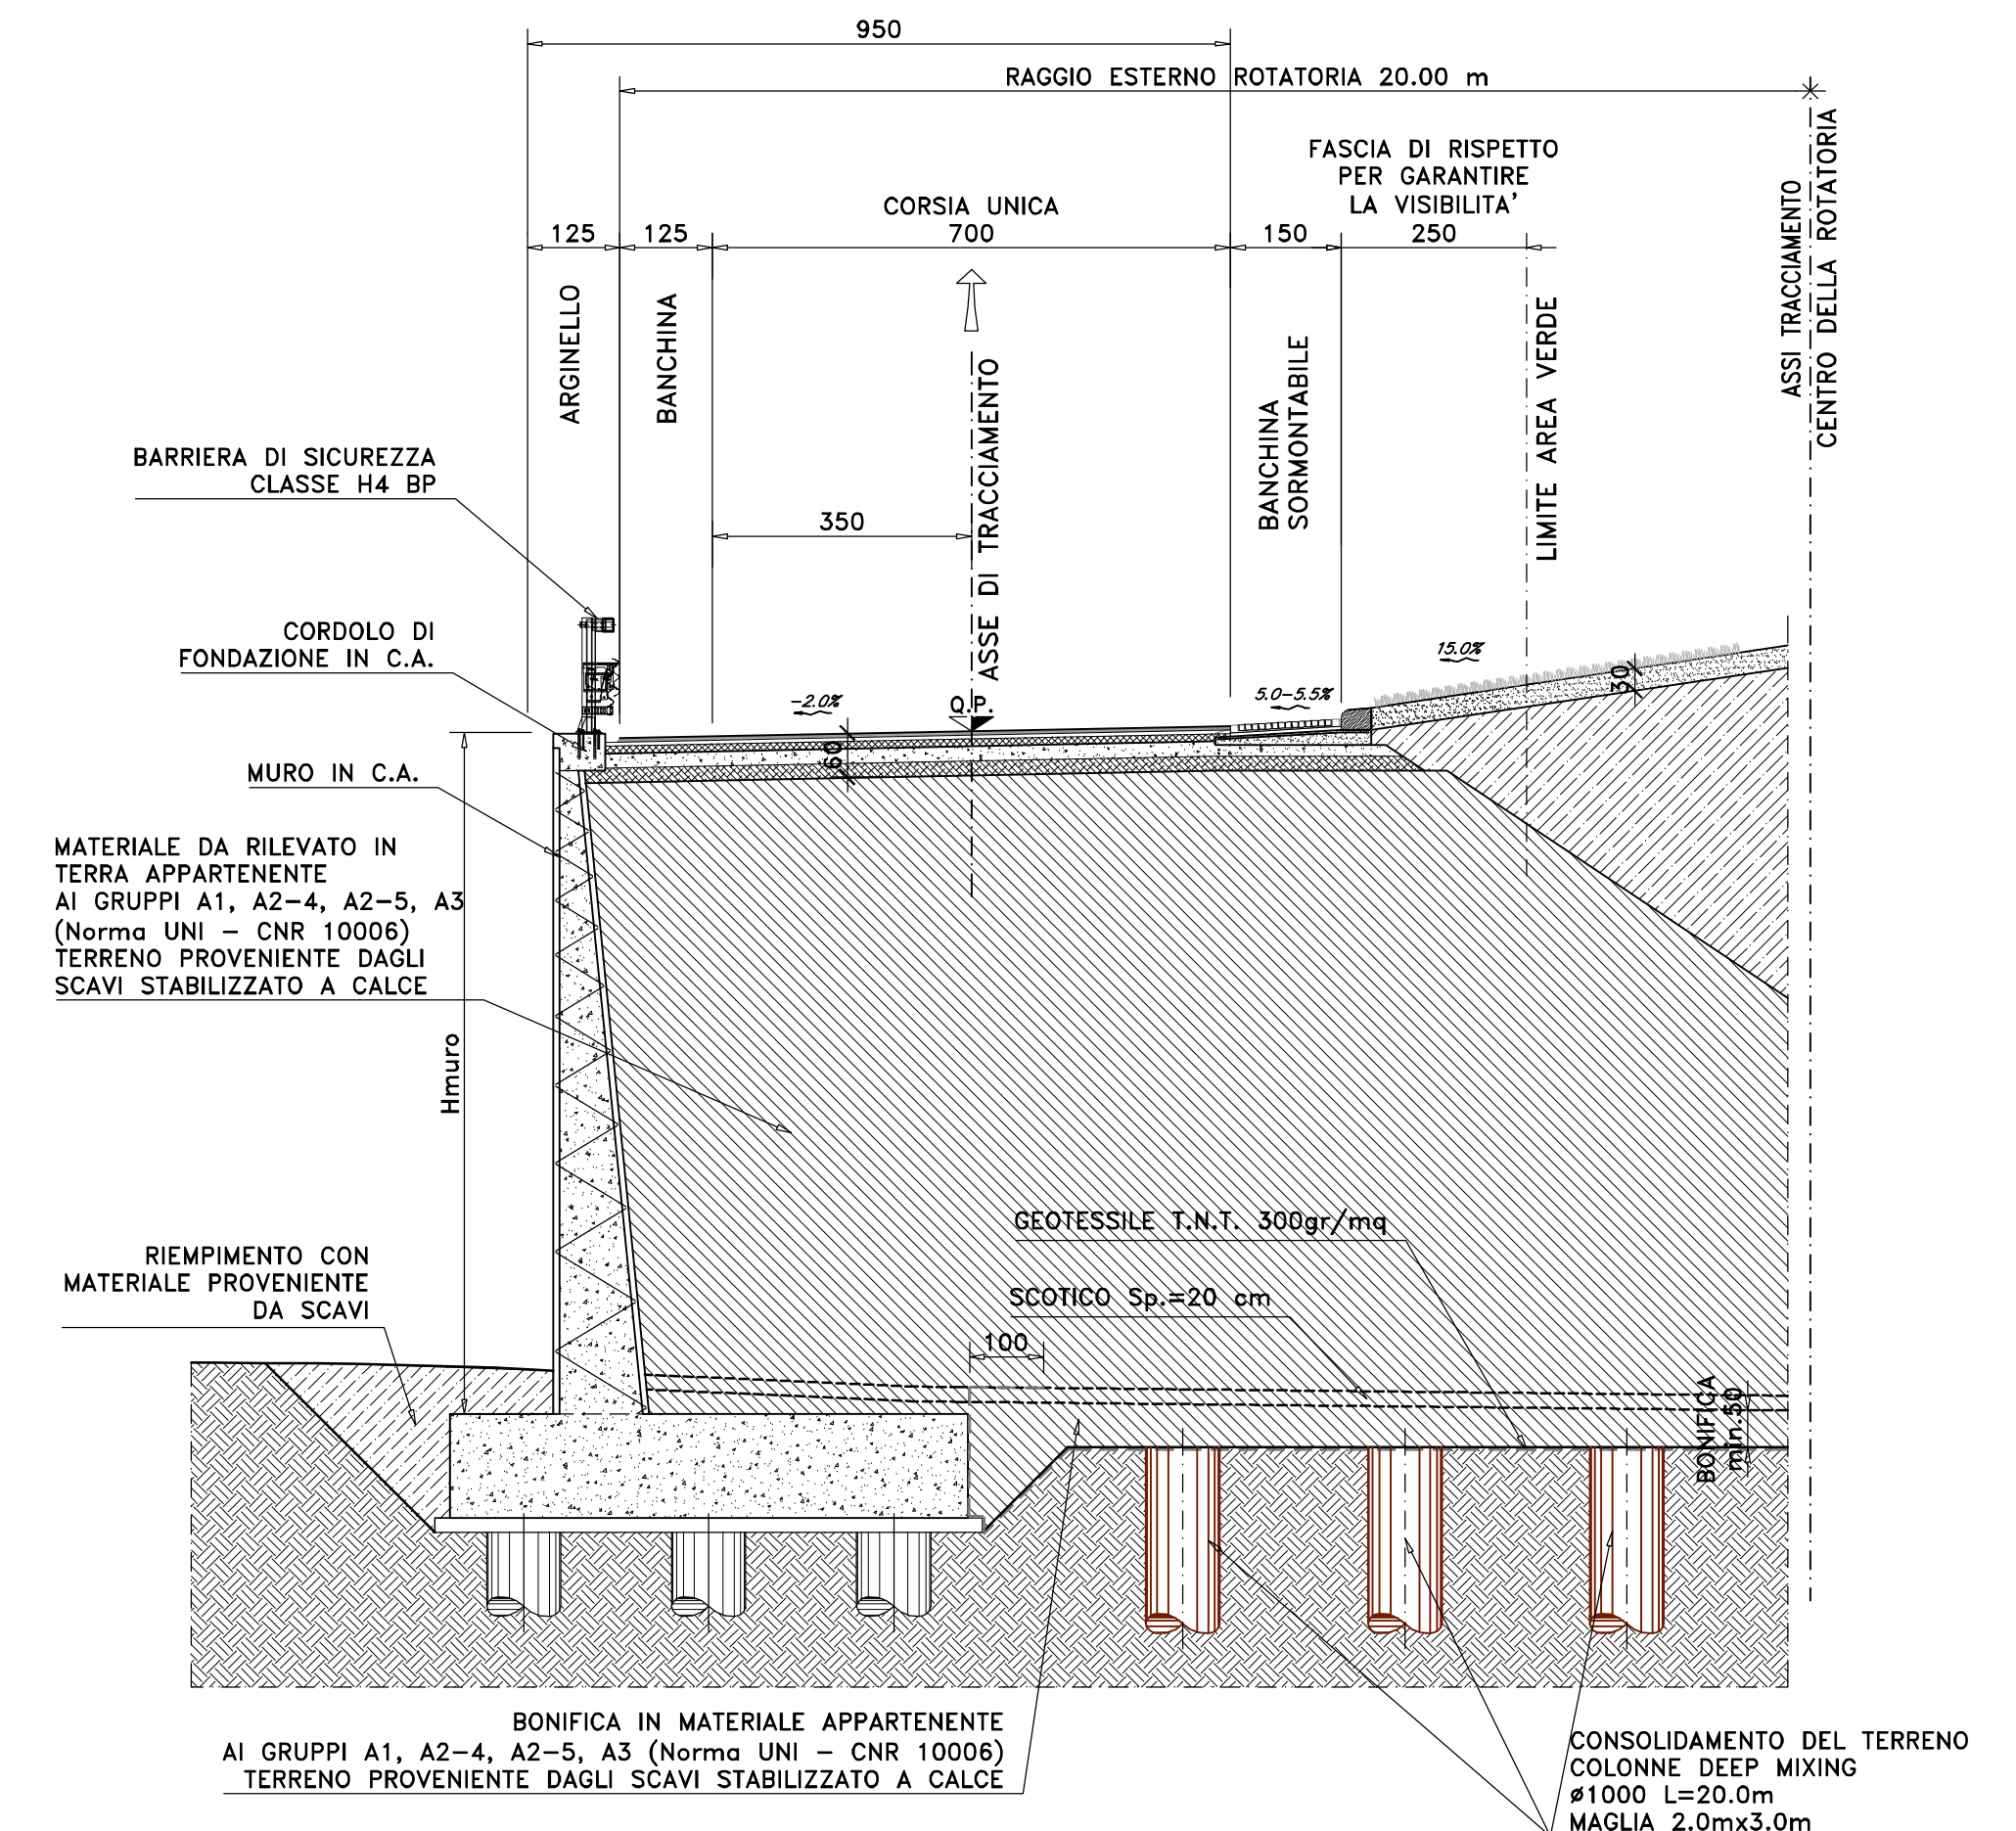 950
RAGGIO ESTERNO ROTATORIA 20.00 m
FASCIA DI RISPETTO
PER GARANTIRE
LA VISIBILITA'
CORSIA UNICA
125
125
700
150
250
ARGINELLO
BANCHINA
ASSE DI TRACCIAMENTO
BANCHINA
SORMONTABILE
LIMITE AREA VERDE
ASSI TRACCIAMENTO
CENTRO DELLA ROTATORIA
BARRIERA DI SICUREZZA
CLASSE H4 BP
350
CORDOLO DI
FONDAZIONE IN C.A.
-2.0%
Q.P.
5.0-5.5%
15.0%
30
60
MURO IN C.A.
MATERIALE DA RILEVATO IN
TERRA APPARTENENTE
AI GRUPPI A1, A2-4, A2-5, A3
(Norma UNI - CNR 10006)
TERRENO PROVENIENTE DAGLI
SCAVI STABILIZZATO A CALCE
Hmuro
GEOTESSILE T.N.T. 300gr/mq
RIEMPIMENTO CON
MATERIALE PROVENIENTE
DA SCAVI
SCOTICO Sp.=20 cm
100
BONIFICA
min.50
BONIFICA IN MATERIALE APPARTENENTE
AI GRUPPI A1, A2-4, A2-5, A3 (Norma UNI - CNR 10006)
TERRENO PROVENIENTE DAGLI SCAVI STABILIZZATO A CALCE
CONSOLIDAMENTO DEL TERRENO
COLONNE DEEP MIXING
ø1000 L=20.0m
MAGLIA 2.0mx3.0m